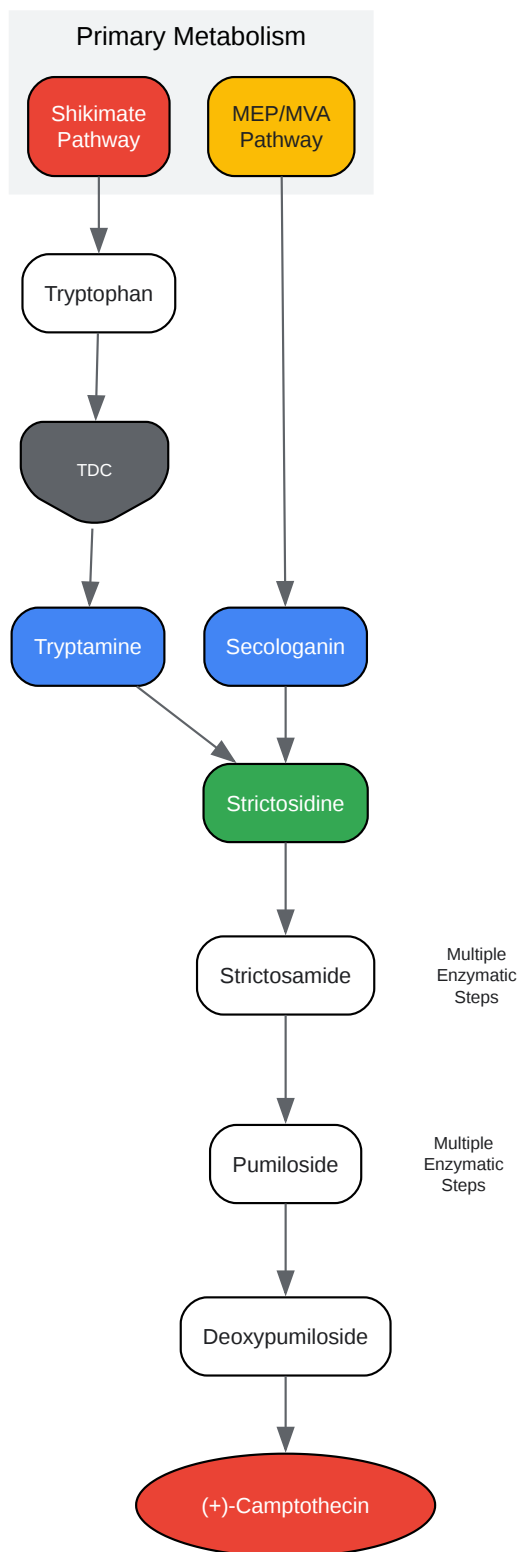 Primary Metabolism
Shikimate
Pathway
MEP/MVA
Pathway
Tryptophan
TDC
Tryptamine
Secologanin
Strictosidine
Strictosamide
Multiple
Enzymatic
Steps
Pumiloside
Multiple
Enzymatic
Steps
Deoxypumiloside
(+)-Camptothecin